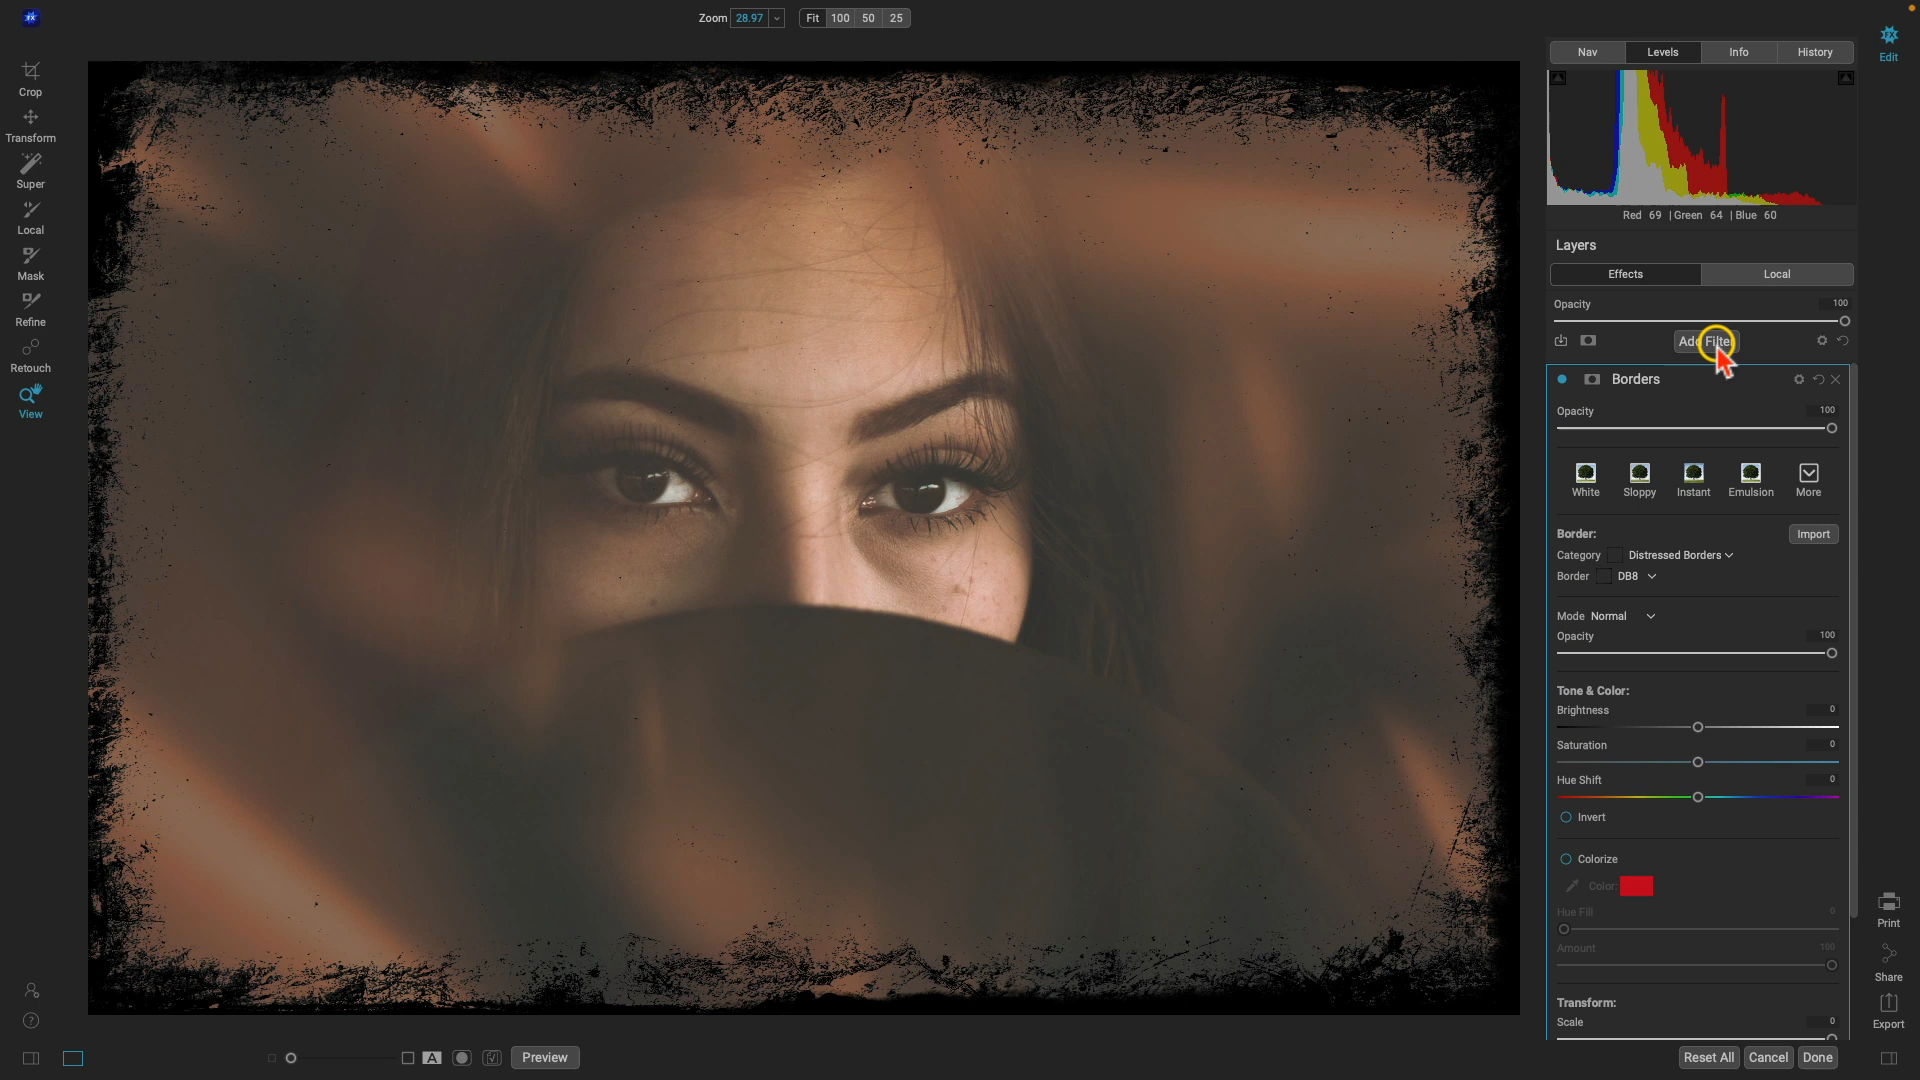 Zoom 28.97 Fit 100 50 25
Edit
Nav Levels Info History
Crop
Transform
Super
Local
Mask
Refine
Retouch
View
Red 69 | Green 64 | Blue 60
Layers
Effects Local
Opacity 100
Add Filter
Borders
Opacity 100
White Sloppy Instant Emulsion More
Border: Import
Category Distressed Borders
Border DB8
Mode Normal
Opacity 100
Tone & Color:
Brightness 0
Saturation 0
Hue Shift 0
Invert
Colorize
Color:
Hue Fill 0
Amount 100
Transform:
Scale 0
Print
Share
Export
A Preview
Reset All Cancel Done